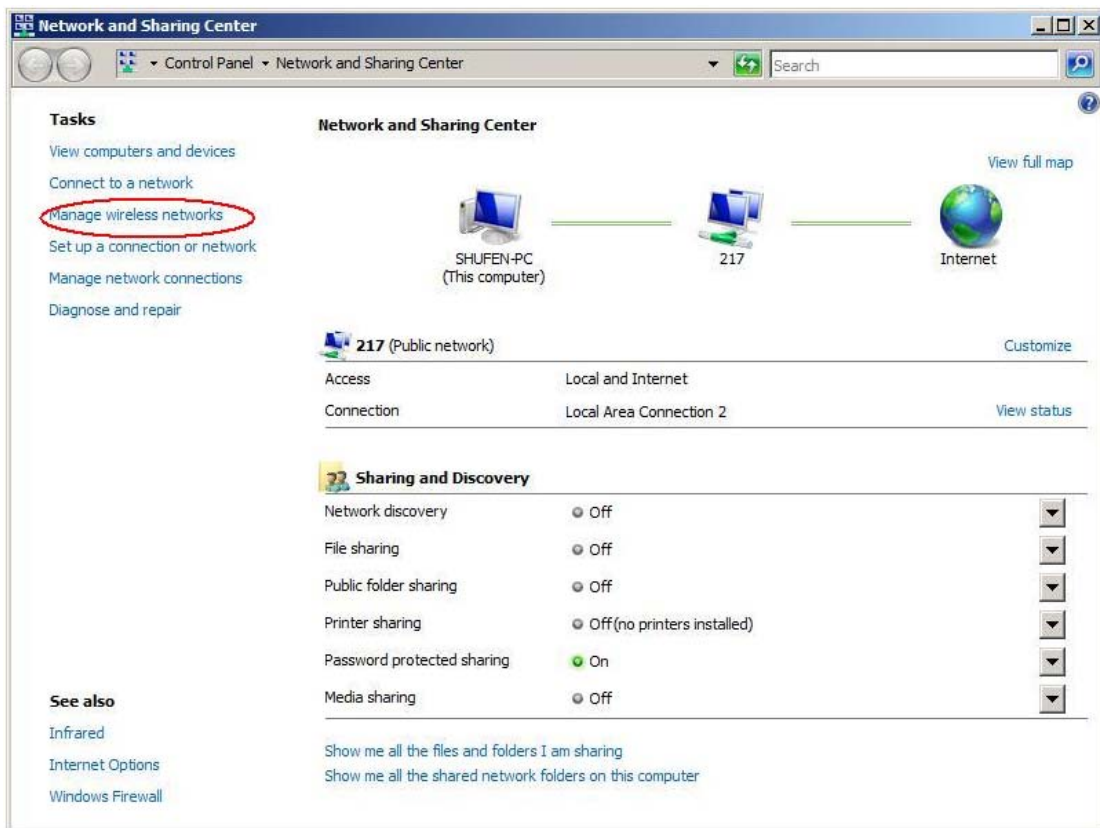 Network and Sharing Center
Control Panel Network and Sharing Center
Search
Tasks
View computers and devices
Connect to a network
Manage wireless networks
Set up a connection or network
Manage network connections
Diagnose and repair
See also
Infrared
Internet Options
Windows Firewall
Network and Sharing Center
View full map
SHUFEN-PC
(This computer)
217
Internet
217 (Public network) Customize
Access Local and Internet
Connection Local Area Connection 2 View status
Sharing and Discovery
Network discovery Off
File sharing Off
Public folder sharing Off
Printer sharing Off(no printers installed)
Password protected sharing On
Media sharing Off
Show me all the files and folders I am sharing
Show me all the shared network folders on this computer